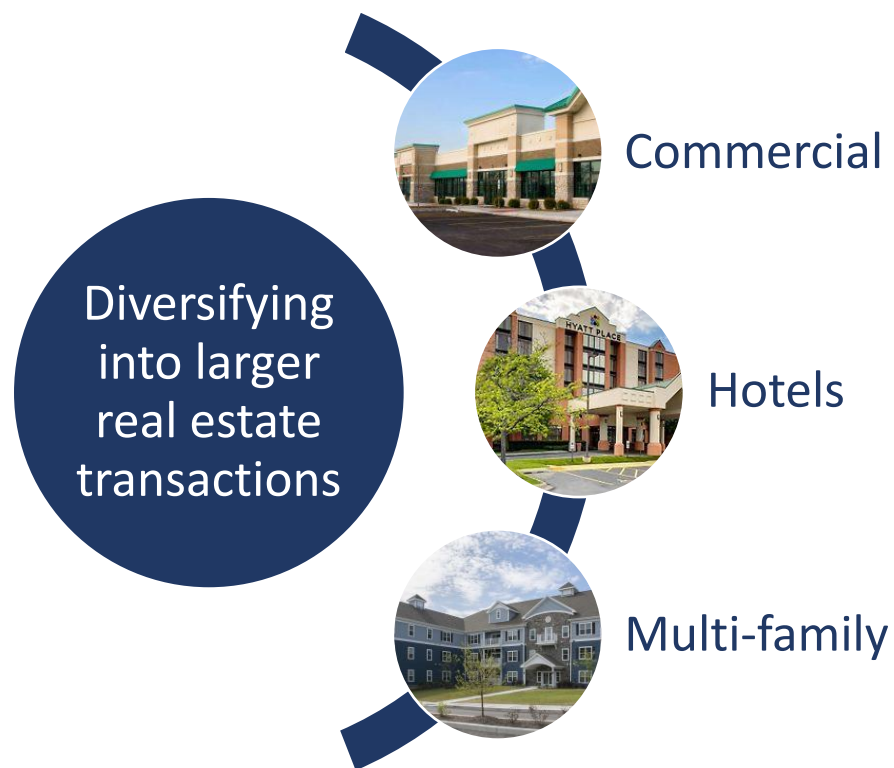 Diversifying
into larger
real estate
transactions
Commercial
HYATT PLACE
Hotels
Multi-family